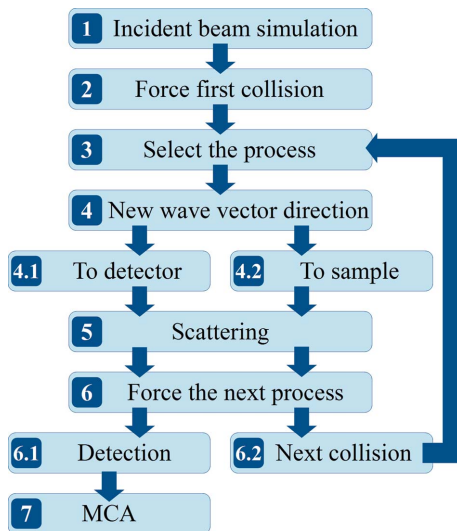 1 Incident beam simulation
2 Force first collision
3 Select the process
4 New wave vector direction
4.1 To detector
4.2 To sample
5 Scattering
6 Force the next process
6.1 Detection
6.2 Next collision
7 MCA